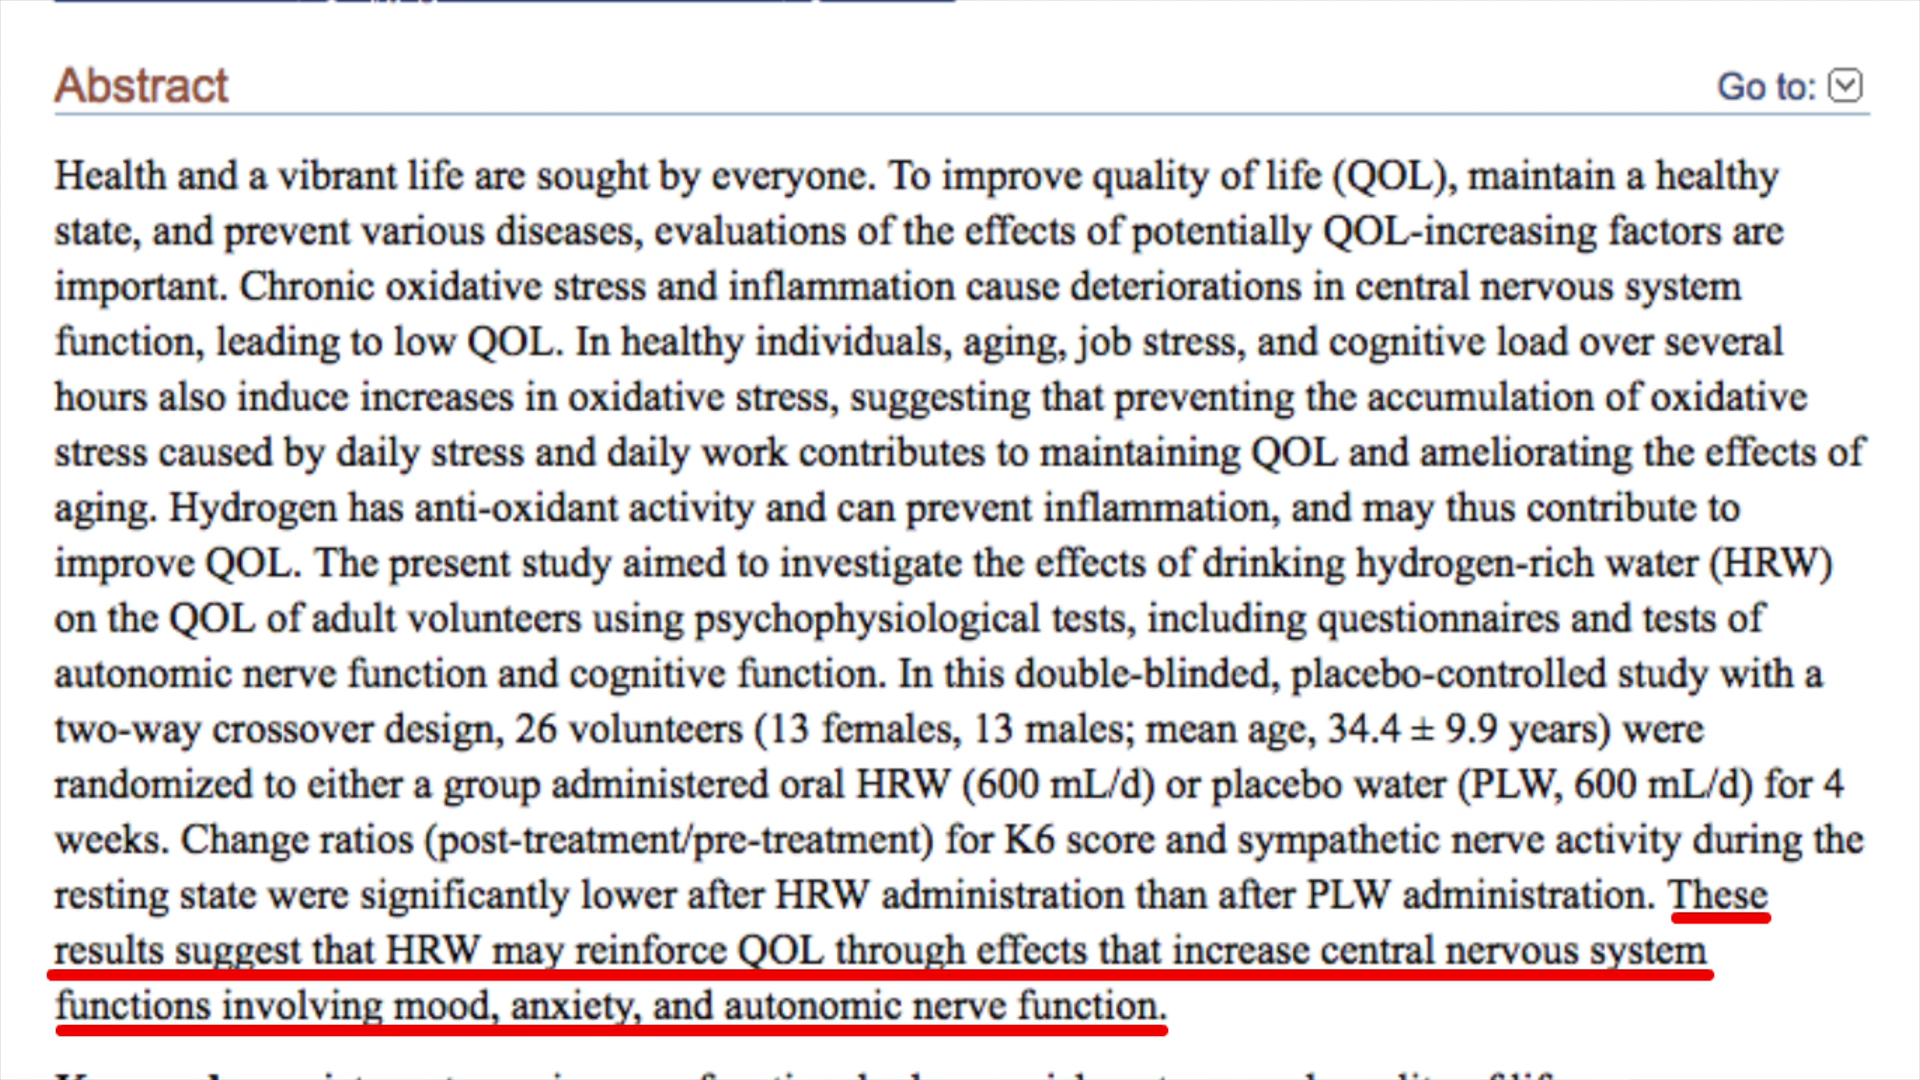 Abstract
Go to:
Health and a vibrant life are sought by everyone. To improve quality of life (QOL), maintain a healthy
state, and prevent various diseases, evaluations of the effects of potentially QOL-increasing factors are
important. Chronic oxidative stress and inflammation cause deteriorations in central nervous system
function, leading to low QOL. In healthy individuals, aging, job stress, and cognitive load over several
hours also induce increases in oxidative stress, suggesting that preventing the accumulation of oxidative
stress caused by daily stress and daily work contributes to maintaining QOL and ameliorating the effects of
aging. Hydrogen has anti-oxidant activity and can prevent inflammation, and may thus contribute to
improve QOL. The present study aimed to investigate the effects of drinking hydrogen-rich water (HRW)
on the QOL of adult volunteers using psychophysiological tests, including questionnaires and tests of
autonomic nerve function and cognitive function. In this double-blinded, placebo-controlled study with a
two-way crossover design, 26 volunteers (13 females, 13 males; mean age, 34.4 ± 9.9 years) were
randomized to either a group administered oral HRW (600 mL/d) or placebo water (PLW, 600 mL/d) for 4
weeks. Change ratios (post-treatment/pre-treatment) for K6 score and sympathetic nerve activity during the
resting state were significantly lower after HRW administration than after PLW administration. These
results suggest that HRW may reinforce QOL through effects that increase central nervous system
functions involving mood, anxiety, and autonomic nerve function.